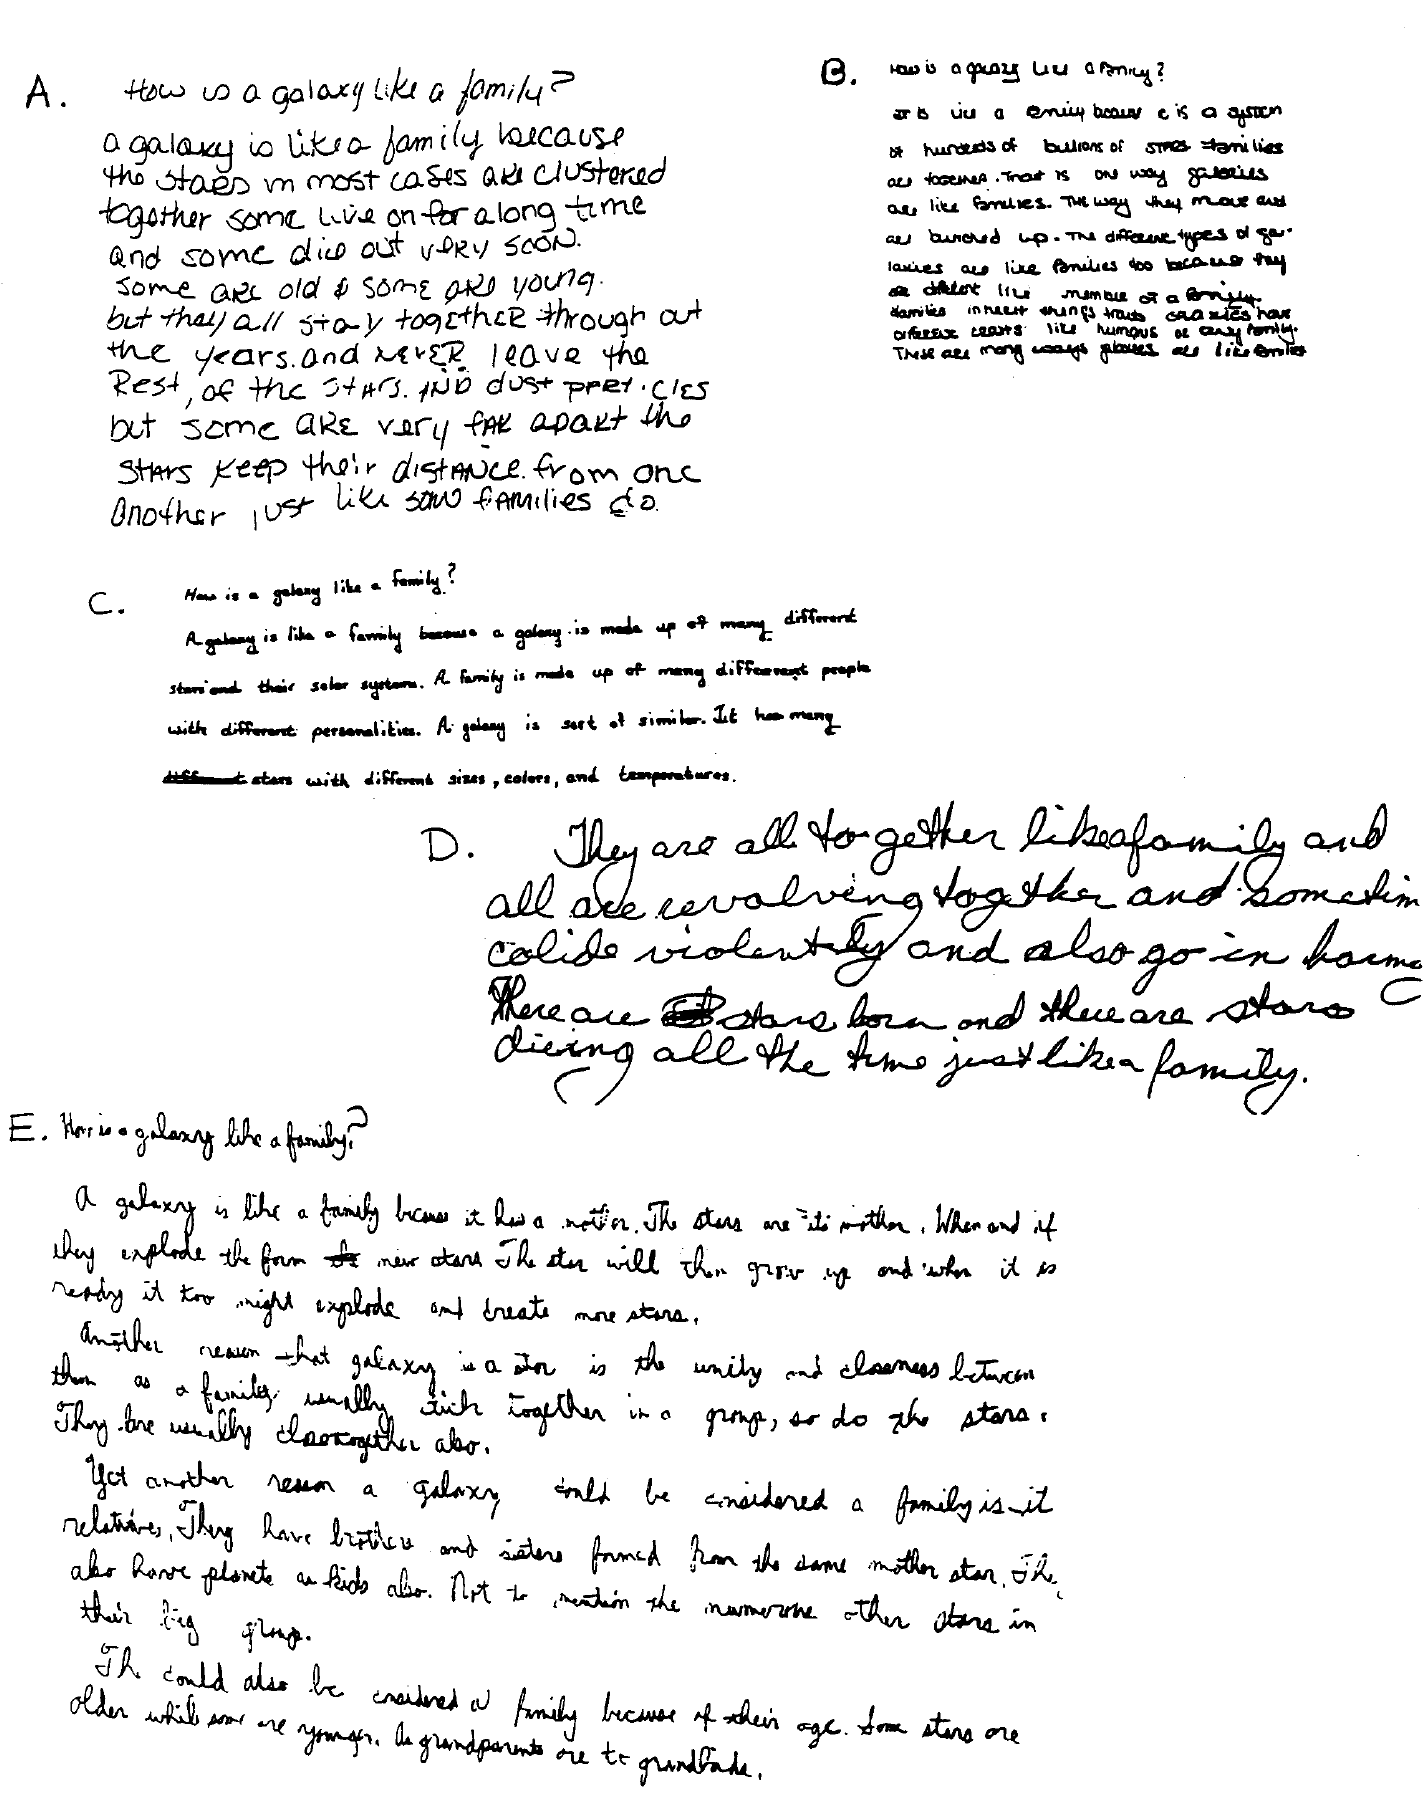 A. How is a galaxy like a family?
a galaxy is like a family because
the stars in most cases are clustered
together some live on for a long time
and some dice out very soon.
some are old & some are young.
but they all stay together through out
the years. and never leave the
Rest, of the stars. AND dust particles
but some are very far apart the
stars keep their distance from one
another just like some families do.
B. How is a galaxy like a family?
It is like a family because it is a system
of hundreds of billions of stars families
are together. That is one way galaxies
are like families. The way they move and
are bunched up. The different types of ga-
laxies are like families too because they
are different like members of a family.
families inherit things traits galaxies have
different traits like humans or every family.
These are many ways galaxies are like families
C. How is a galaxy like a family?
A galaxy is like a family because a galaxy is made up of many different
stars and their solar systems. A family is made up of many differenent people
with different personalities. A galaxy is sort of similar. It has many
different stars with different sizes, colors, and temperatures.
D. They are all together like a family and
all are revolving together and sometim
colide violently and also go in harmo
There are stars born and there are stars
dieing all the time just like a family.
E. How is a galaxy like a family?
A galaxy is like a family because it has a mother. The stars are it's mother. When and if
they explode the form new stars The star will then grow up and when it is
ready it too might explode and create more stars.
Another reason that galaxy is a star is the unity and closeness between
them as a family usually stick together in a group, so do the stars.
They are usually close together also.
Yet another reason a galaxy could be considered a family is it
relatives. They have brothers and sisters formed from the same mother star. The
also have planets as kids also. Not to mention the numerous other stars in
their big group.
Th could also be considered a family because of their age. Some stars are
older while some are younger. As grandparents are to grandkids.